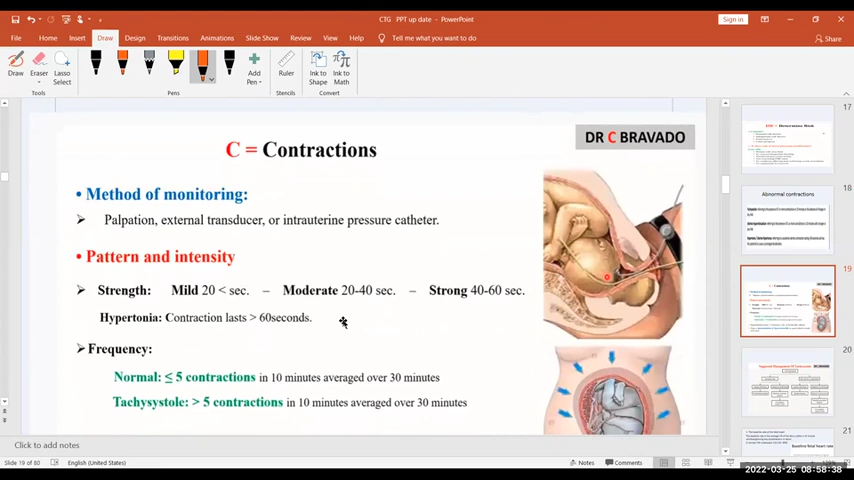 CTG PPT up date - PowerPoint
Sign in
File Home Insert Draw Design Transitions Animations Slide Show Review View Help Tell me what you want to do Share
Draw Eraser Lasso Select Add Pen Ruler Ink to Shape Ink to Math
Tools Pens Stencils Convert
C = Contractions
DR C BRAVADO
• Method of monitoring:
Palpation, external transducer, or intrauterine pressure catheter.
• Pattern and intensity
Strength: Mild 20 < sec. – Moderate 20-40 sec. – Strong 40-60 sec.
Hypertonia: Contraction lasts > 60seconds.
Frequency:
Normal: ≤ 5 contractions in 10 minutes averaged over 30 minutes
Tachysystole: > 5 contractions in 10 minutes averaged over 30 minutes
17
18
Abnormal contractions
19
C = Contractions
20
21
Baseline fetal heart rate
Click to add notes
Slide 19 of 80 English (United States) Notes Comments
2022-03-25 08:58:38